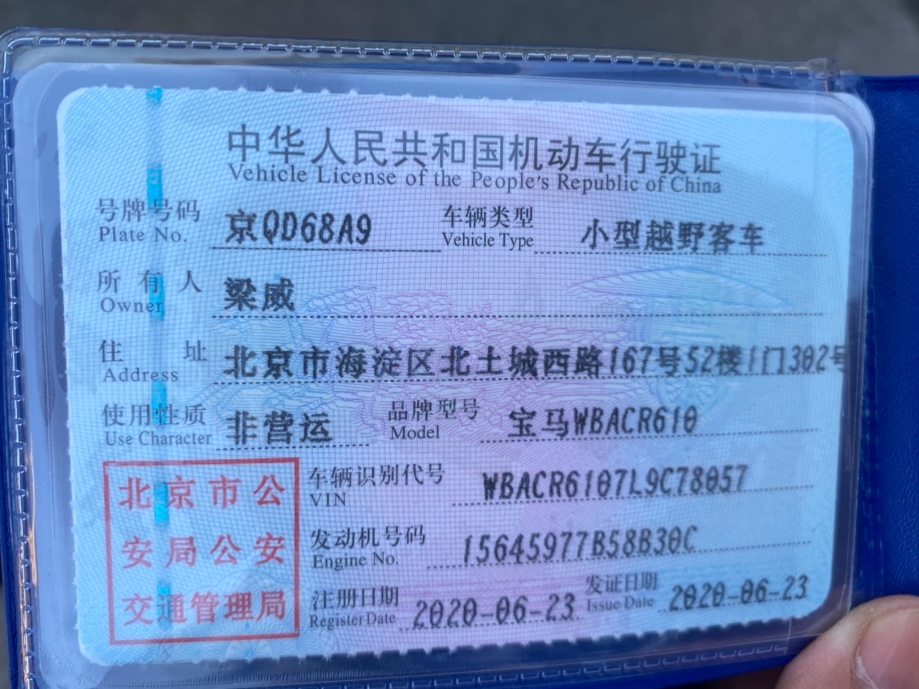 中华人民共和国机动车行驶证
Vehicle License of the People's Republic of China
号牌号码 京QD68A9 车辆类型 小型越野客车
Plate No. Vehicle Type
所有人 梁威
Owner
住址 北京市海淀区北土城西路167号52楼1门302号
Address
使用性质 非营运 品牌型号 宝马WBACR610
Use Character Model
车辆识别代号 WBACR6107L9C78057
VIN
发动机号码 15645977B58B30C
Engine No.
注册日期 2020-06-23 发证日期 2020-06-23
Register Date Issue Date
北京市公
安局公安
交通管理局